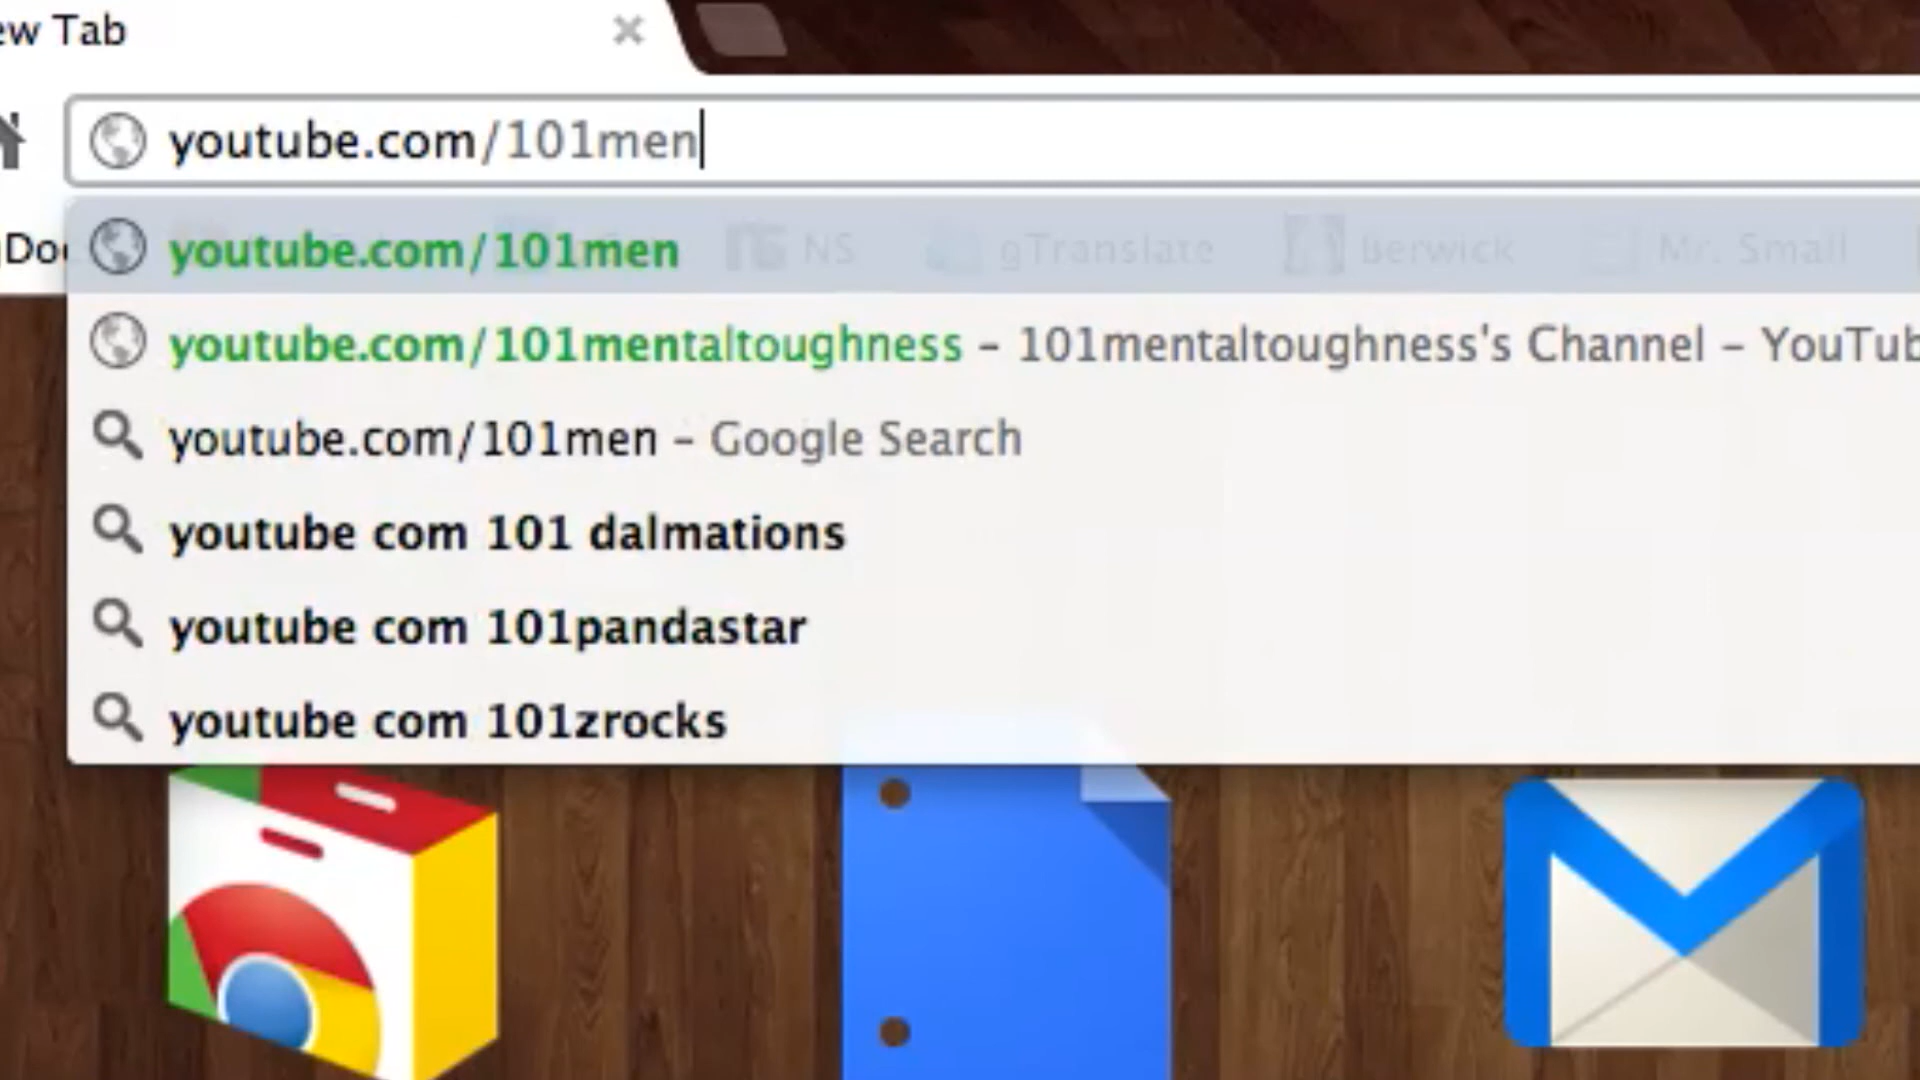 ew Tab
youtube.com/101men
gDoc
youtube.com/101men
NS
gTranslate
Berwick
Mr. Small
youtube.com/101mentaltoughness – 101mentaltoughness's Channel – YouTub
youtube.com/101men – Google Search
youtube com 101 dalmations
youtube com 101pandastar
youtube com 101zrocks